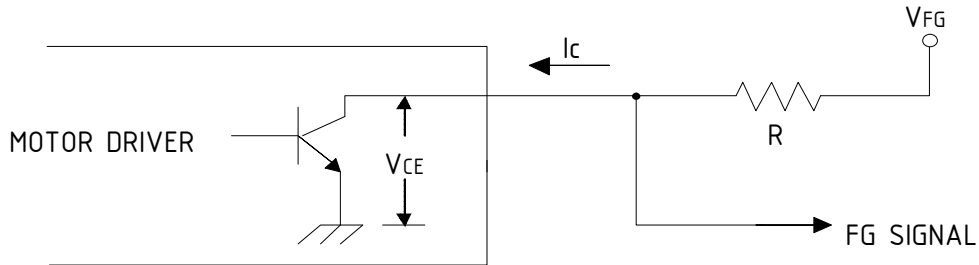 VFG
Ic
R
MOTOR DRIVER
VCE
FG SIGNAL